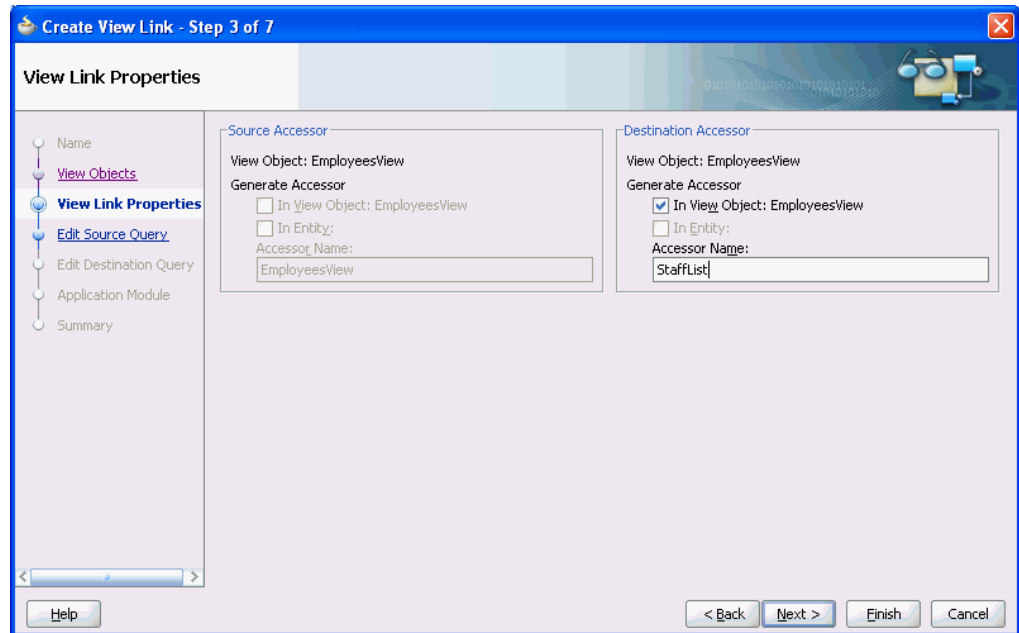 Create View Link - Step 3 of 7
View Link Properties
Name
View Objects
View Link Properties
Edit Source Query
Edit Destination Query
Application Module
Summary
Source Accessor
View Object: EmployeesView
Generate Accessor
In View Object: EmployeesView
In Entity:
Accessor Name:
EmployeesView
Destination Accessor
View Object: EmployeesView
Generate Accessor
In View Object: EmployeesView
In Entity:
Accessor Name:
StaffList
Help
< Back
Next >
Finish
Cancel